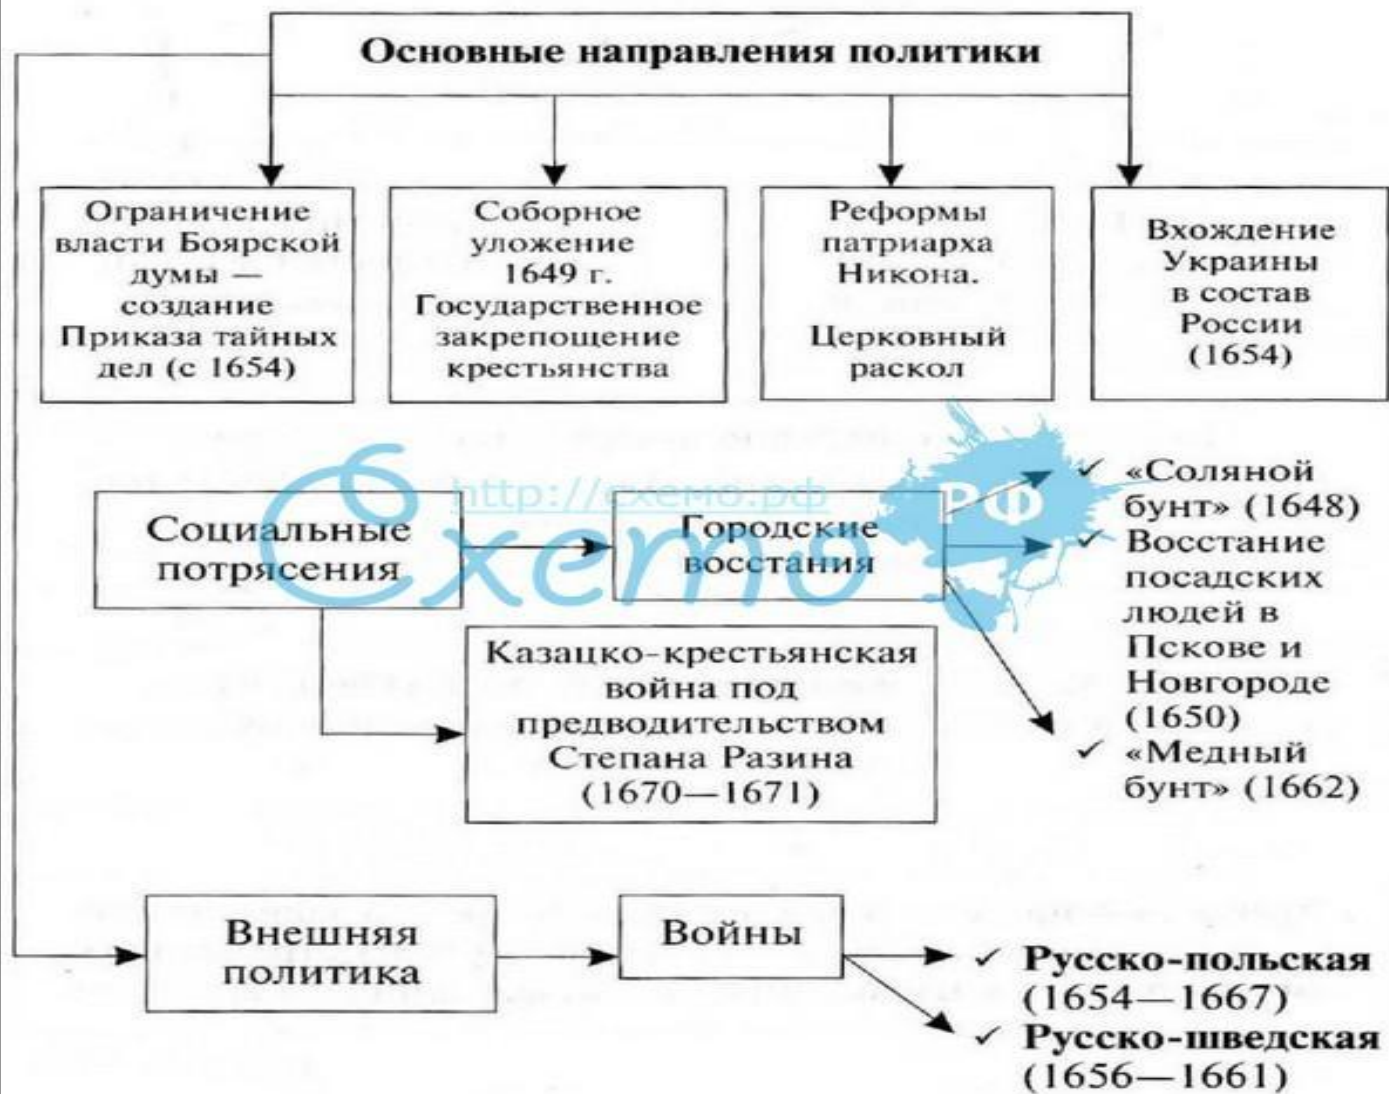 Основные направления политики
Ограничение
власти Боярской
думы —
создание
Приказа тайных
дел (с 1654)
Соборное
уложение
1649 г.
Государственное
закрепощение
крестьянства
Реформы
патриарха
Никона.
Церковный
раскол
Вхождение
Украины
в состав
России
(1654)
http://схемо.рф
Схемо РФ
Социальные
потрясения
Городские
восстания
✓ «Соляной
бунт» (1648)
✓ Восстание
посадских
людей в
Пскове и
Новгороде
(1650)
✓ «Медный
бунт» (1662)
Казацко-крестьянская
война под
предводительством
Степана Разина
(1670—1671)
Внешняя
политика
Войны
✓ Русско-польская
(1654—1667)
✓ Русско-шведская
(1656—1661)